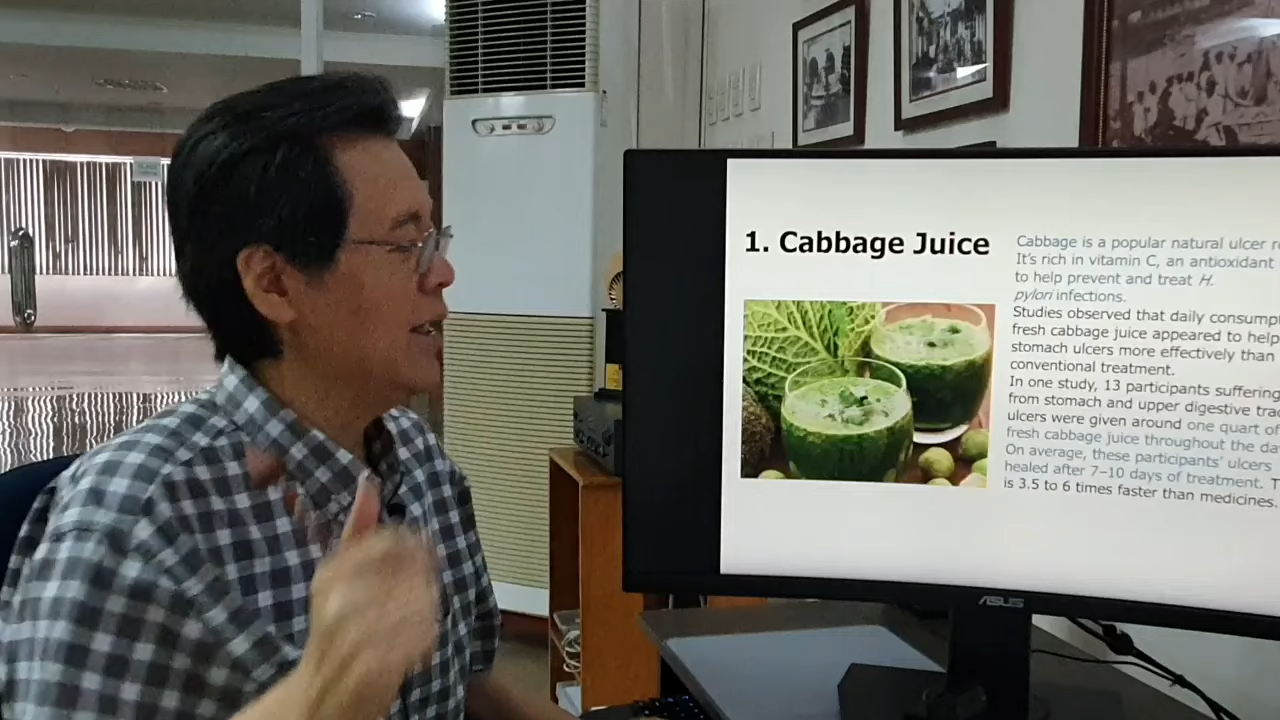 1. Cabbage Juice
Cabbage is a popular natural ulcer
It's rich in vitamin C, an antioxidant
to help prevent and treat H.
pylori infections.
Studies observed that daily
fresh cabbage juice appeared to help
stomach ulcers more effectively than
conventional treatment.
In one study, 13 participants suffering
from stomach and upper digestive
ulcers were given around one quart of
fresh cabbage juice throughout the
On average, these participants' ulcers
healed after 7–10 days of treatment.
is 3.5 to 6 times faster than medicines.
ASUS